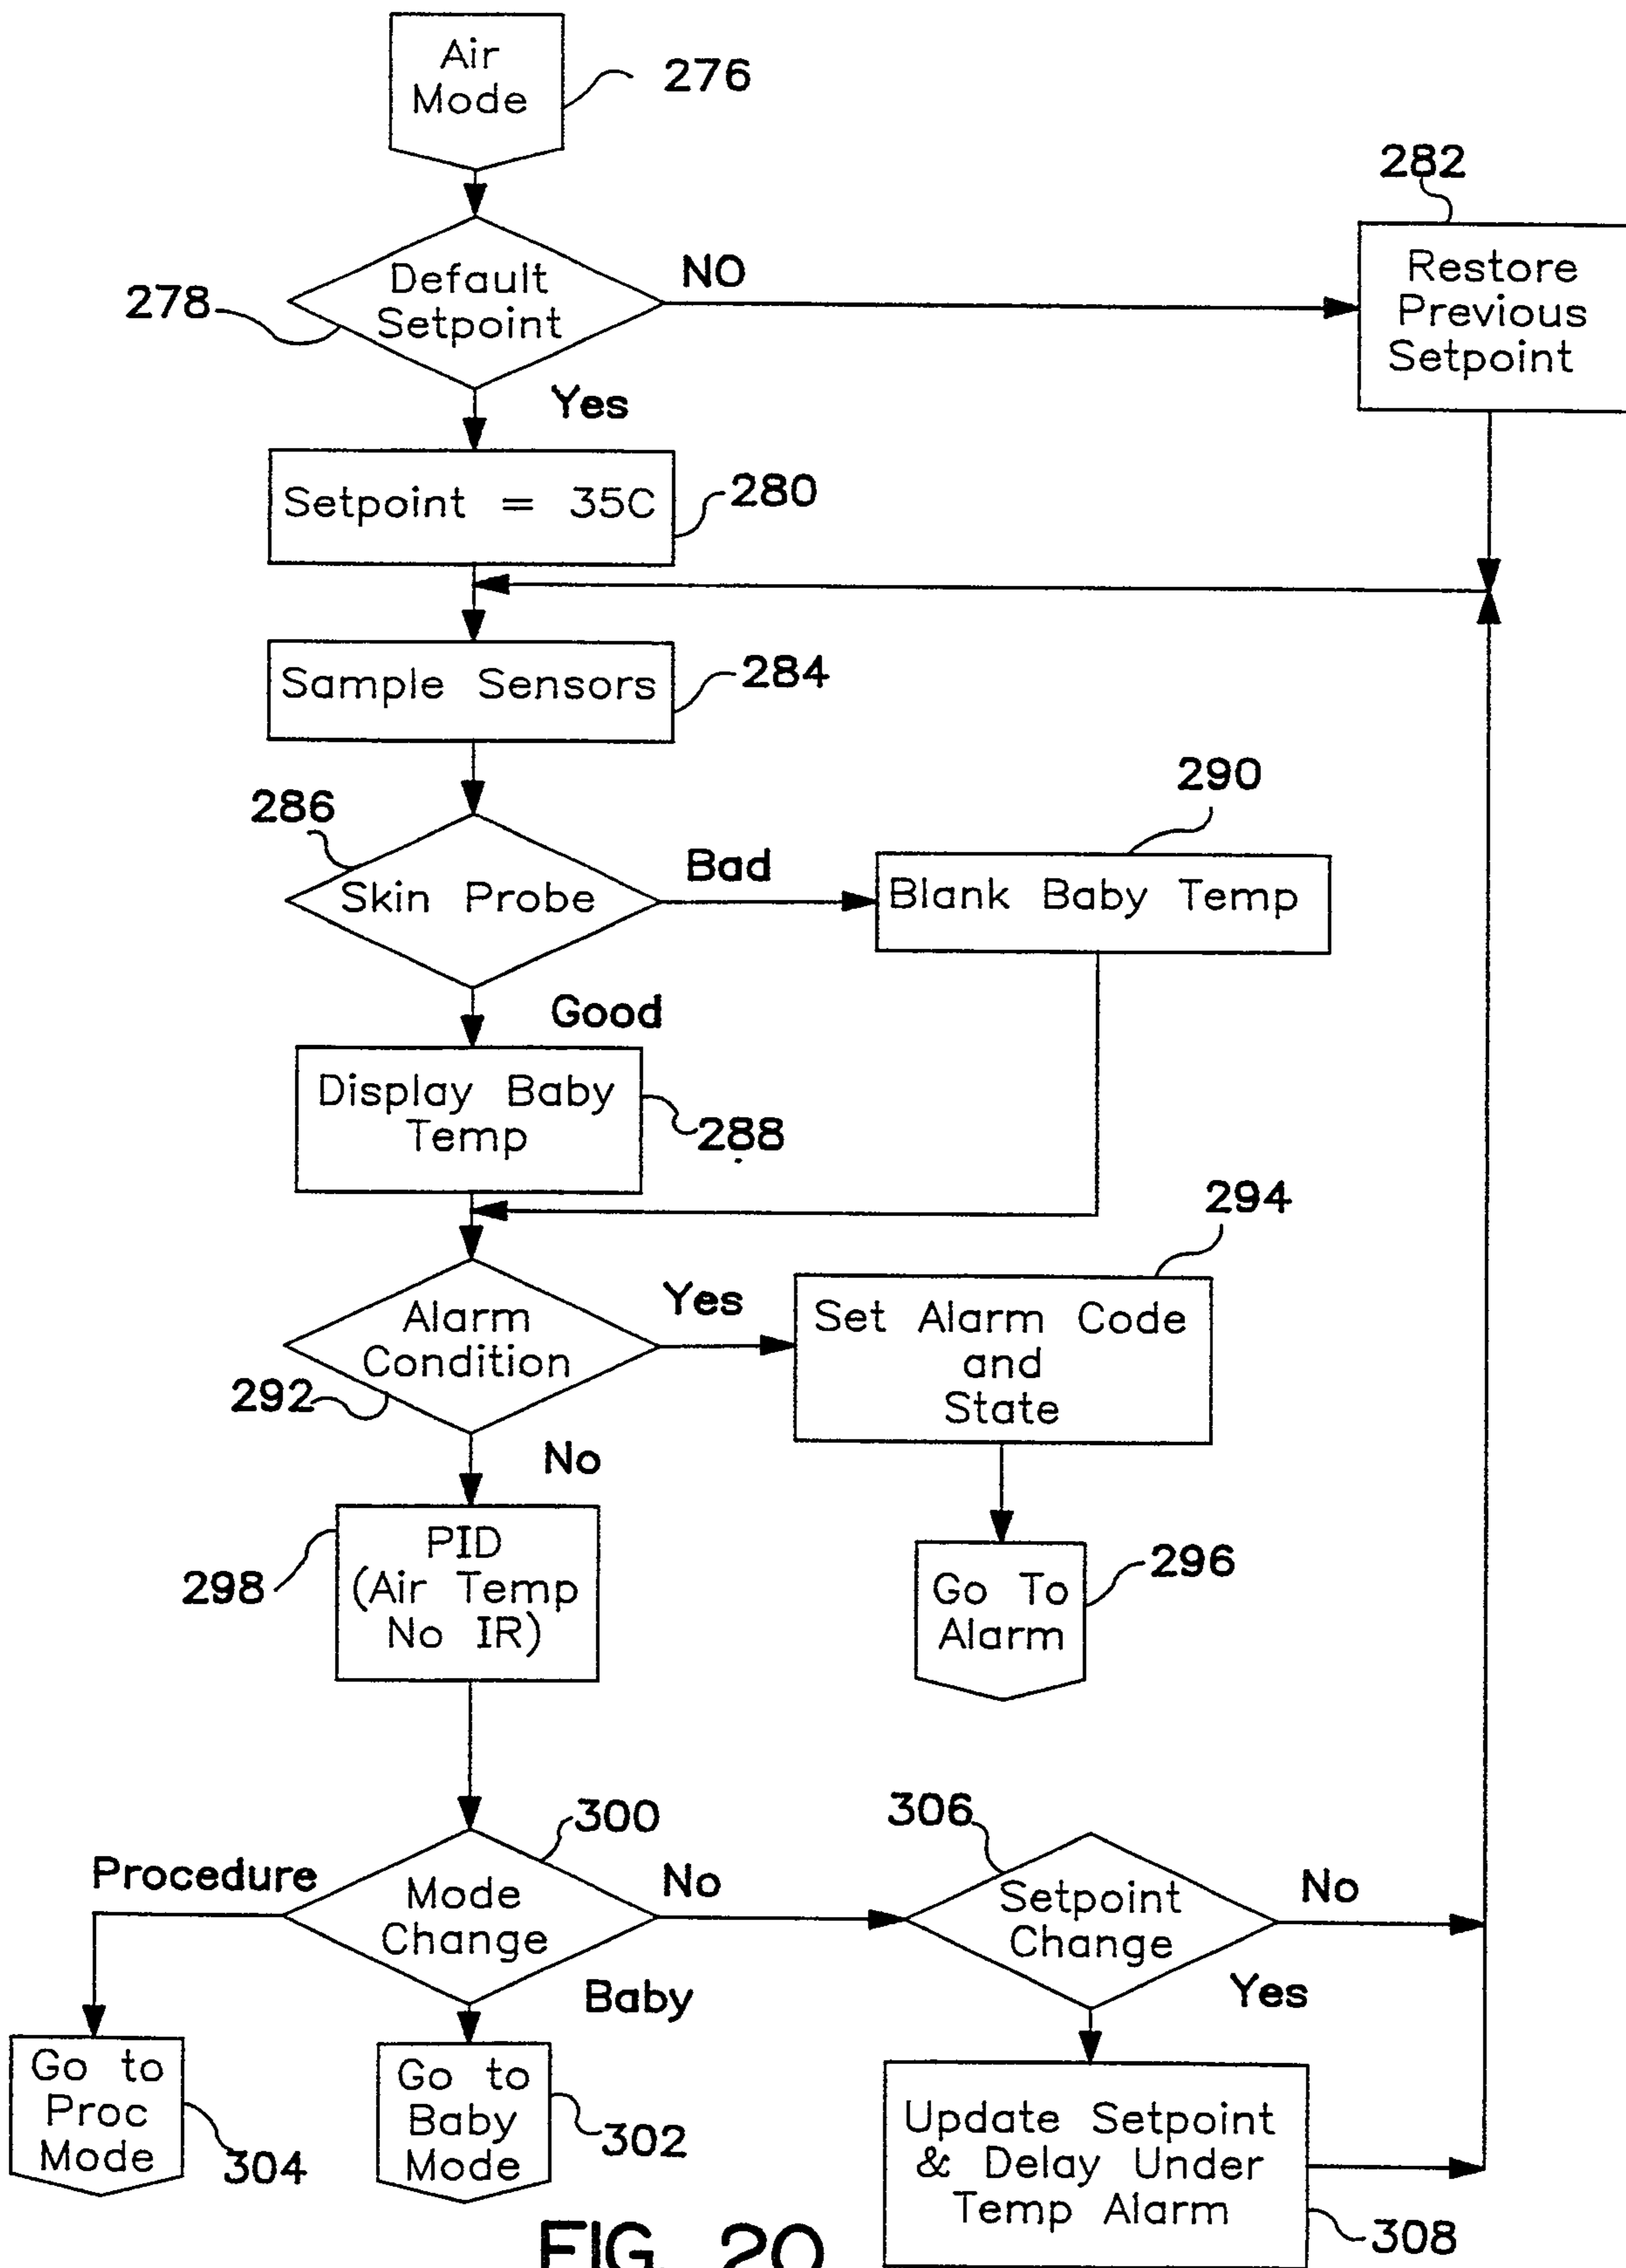 Air
Mode
276
282
Default
Setpoint
278
NO
Restore
Previous
Setpoint
Yes
Setpoint = 35C
280
Sample Sensors
284
290
286
Skin Probe
Bad
Blank Baby Temp
Good
Display Baby
Temp
288
294
Alarm
Condition
292
Yes
Set Alarm Code
and
State
No
PID
(Air Temp
No IR)
298
Go To
Alarm
296
300
306
Procedure
Mode
Change
No
Setpoint
Change
No
Baby
Yes
Go to
Proc
Mode
304
Go to
Baby
Mode
302
Update Setpoint
& Delay Under
Temp Alarm
308
FIG. 20